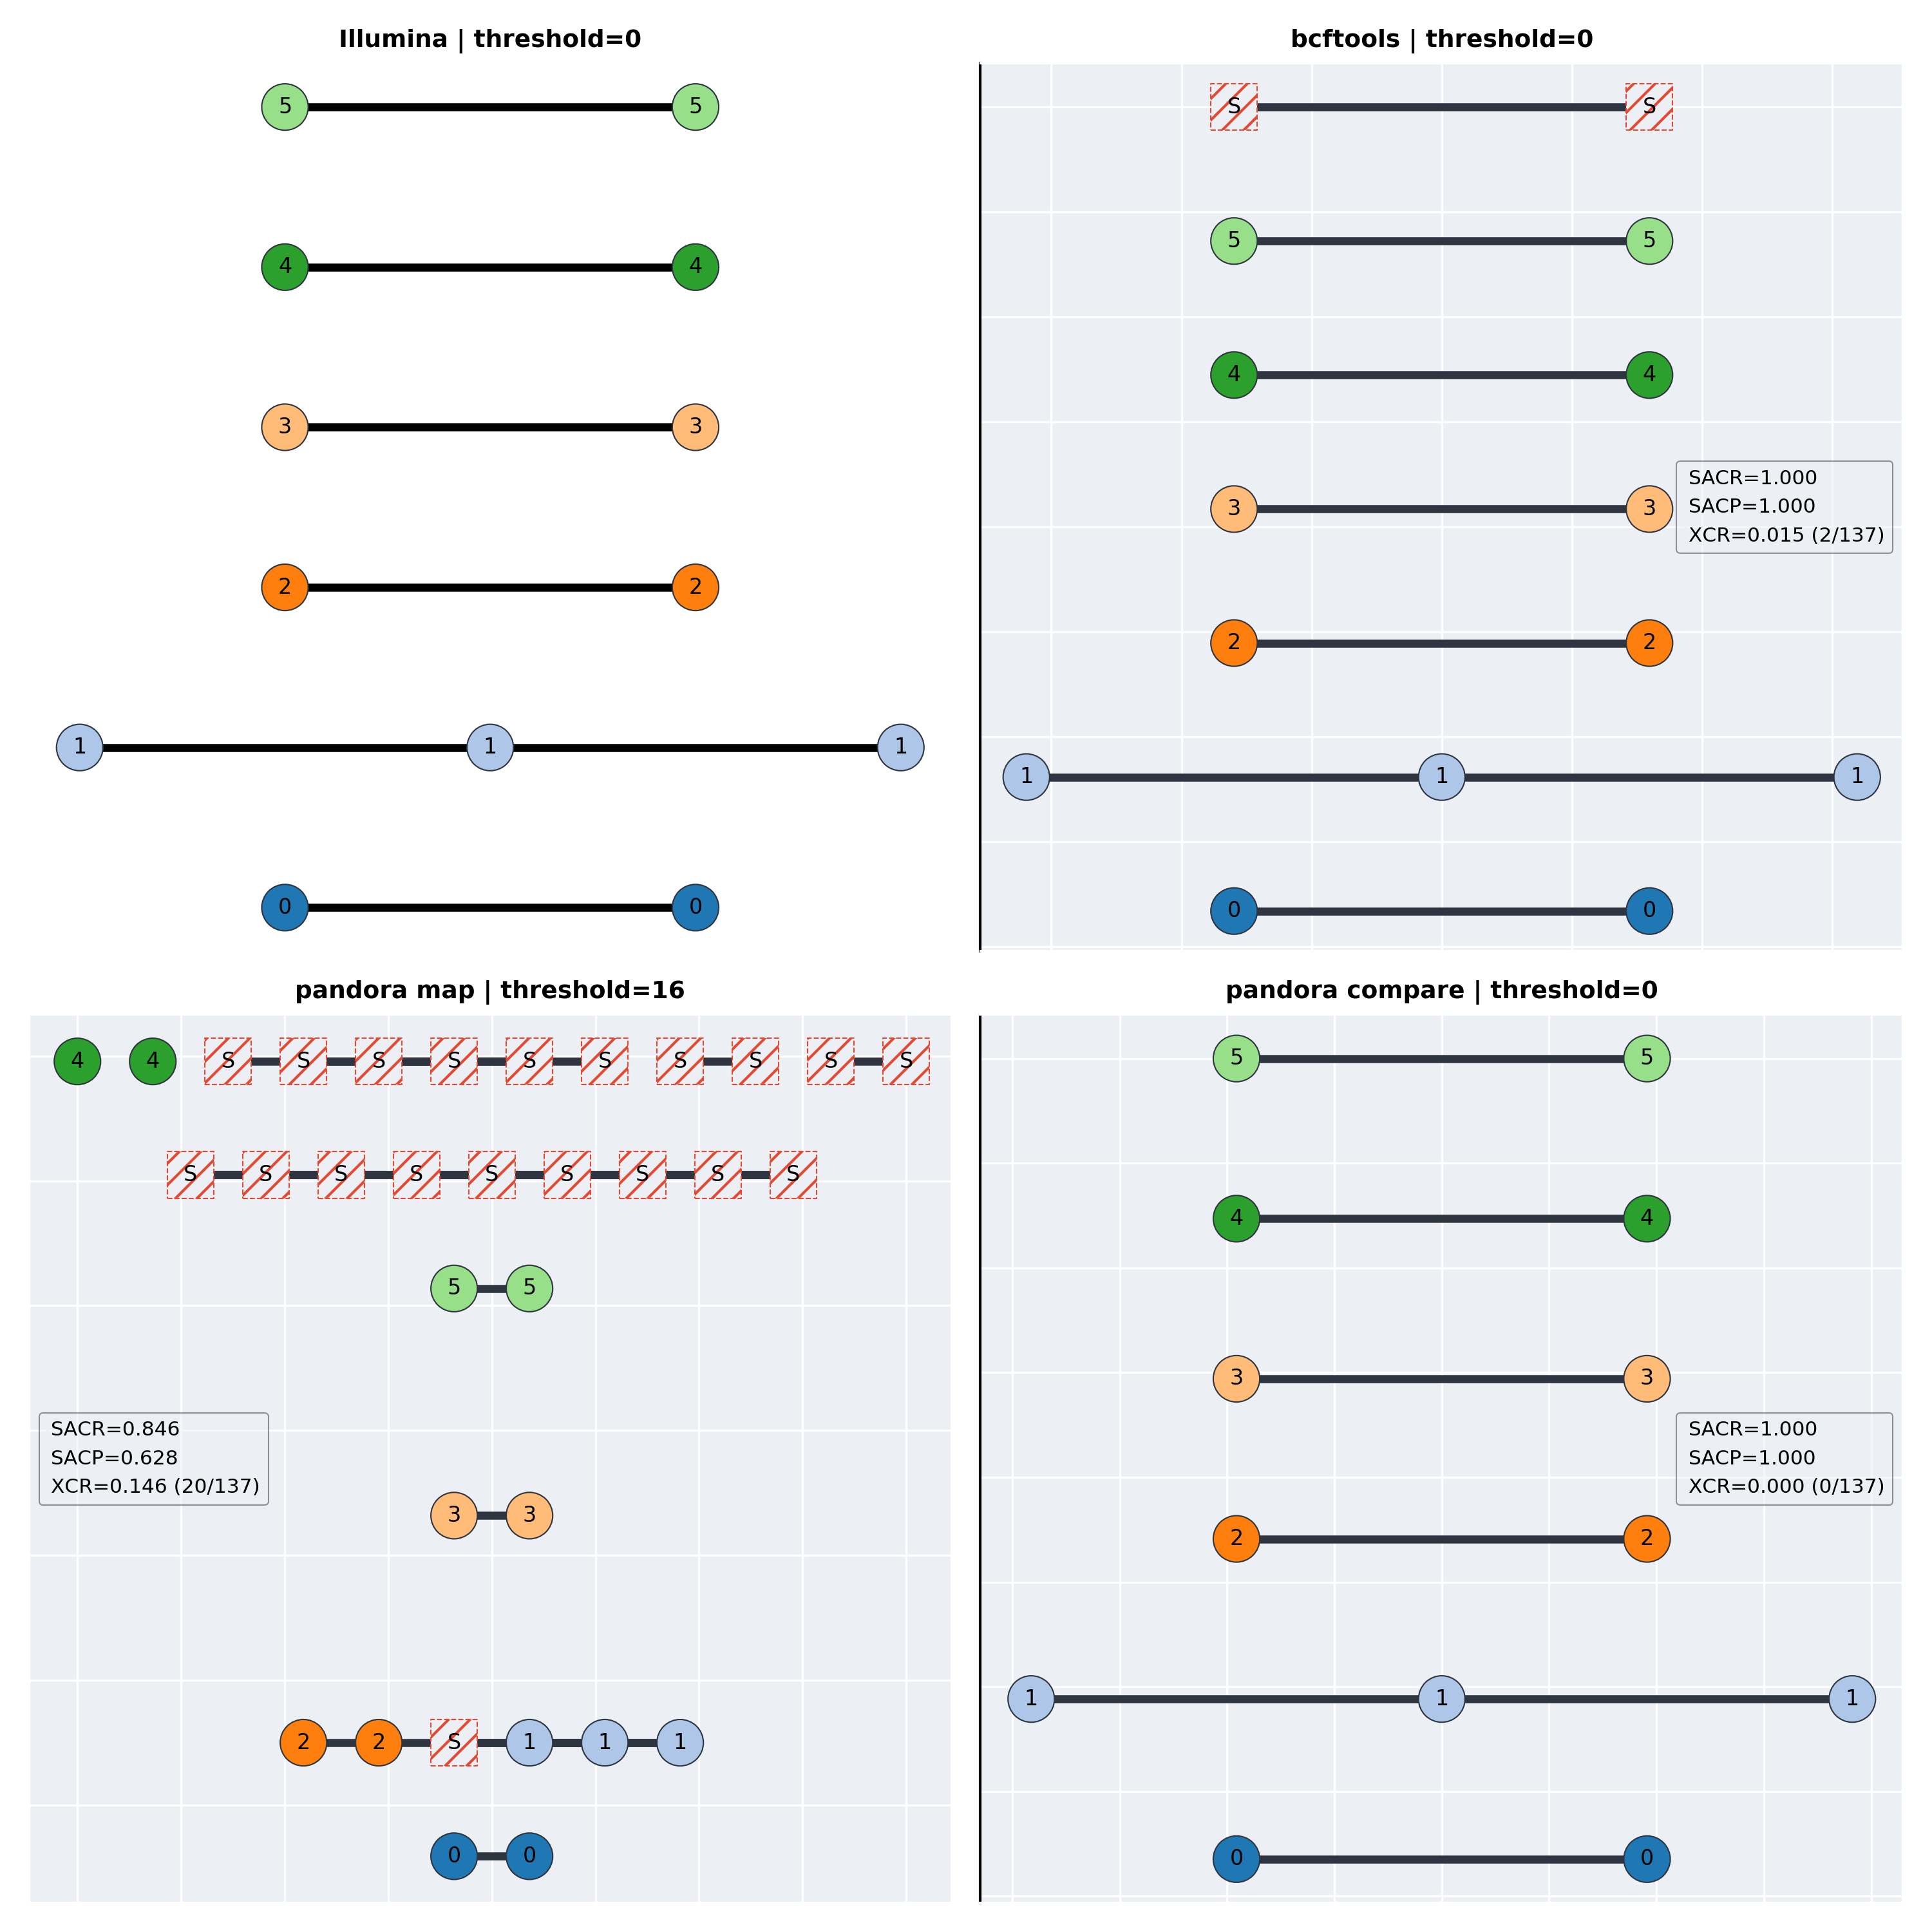 Illumina | threshold=0
5 5
4 4
3 3
2 2
1 1 1
0 0
bcftools | threshold=0
S S
5 5
4 4
3 3
SACR=1.000
SACP=1.000
XCR=0.015 (2/137)
2 2
1 1 1
0 0
pandora map | threshold=16
4 4 S S S S S S S S S S
S S S S S S S S S
5 5
SACR=0.846
SACP=0.628
XCR=0.146 (20/137)
3 3
2 2 S 1 1 1
0 0
pandora compare | threshold=0
5 5
4 4
3 3
SACR=1.000
SACP=1.000
XCR=0.000 (0/137)
2 2
1 1 1
0 0